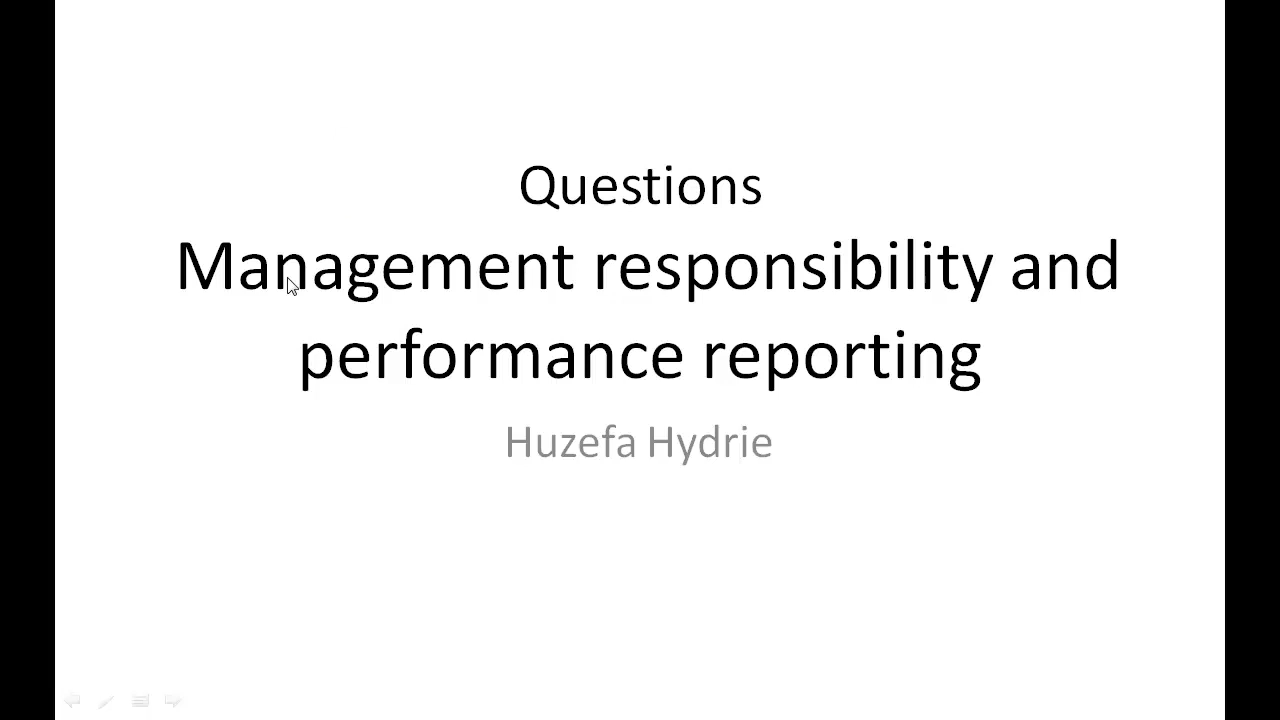 Questions
Management responsibility and
performance reporting
Huzefa Hydrie